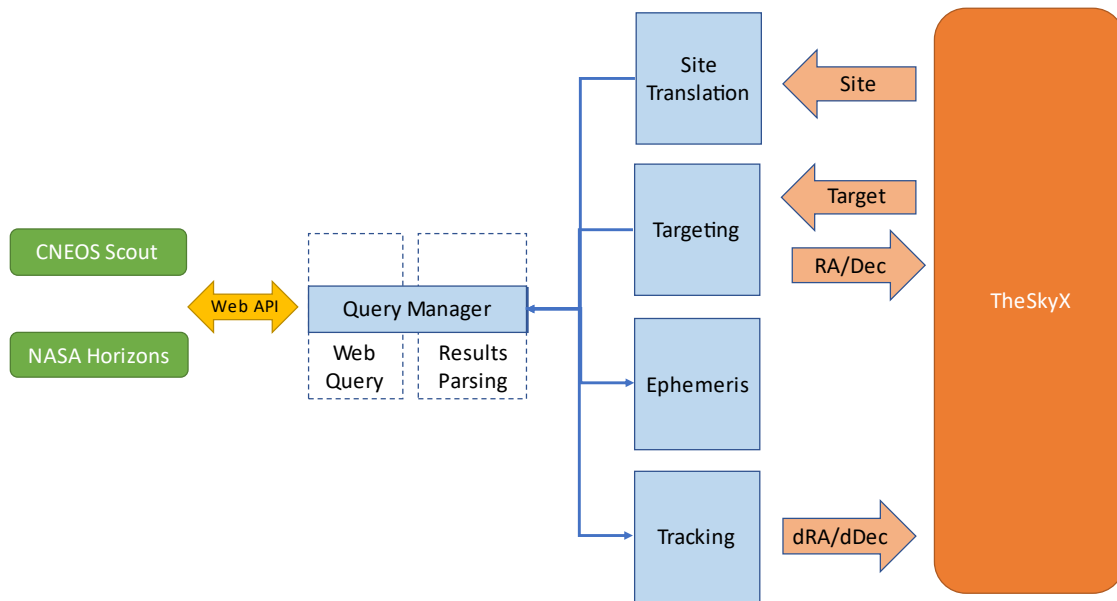 Site
Translation
Site
Targeting
Target
RA/Dec
TheSkyX
CNEOS Scout
Web API
NASA Horizons
Query Manager
Web
Query
Results
Parsing
Ephemeris
Tracking
dRA/dDec